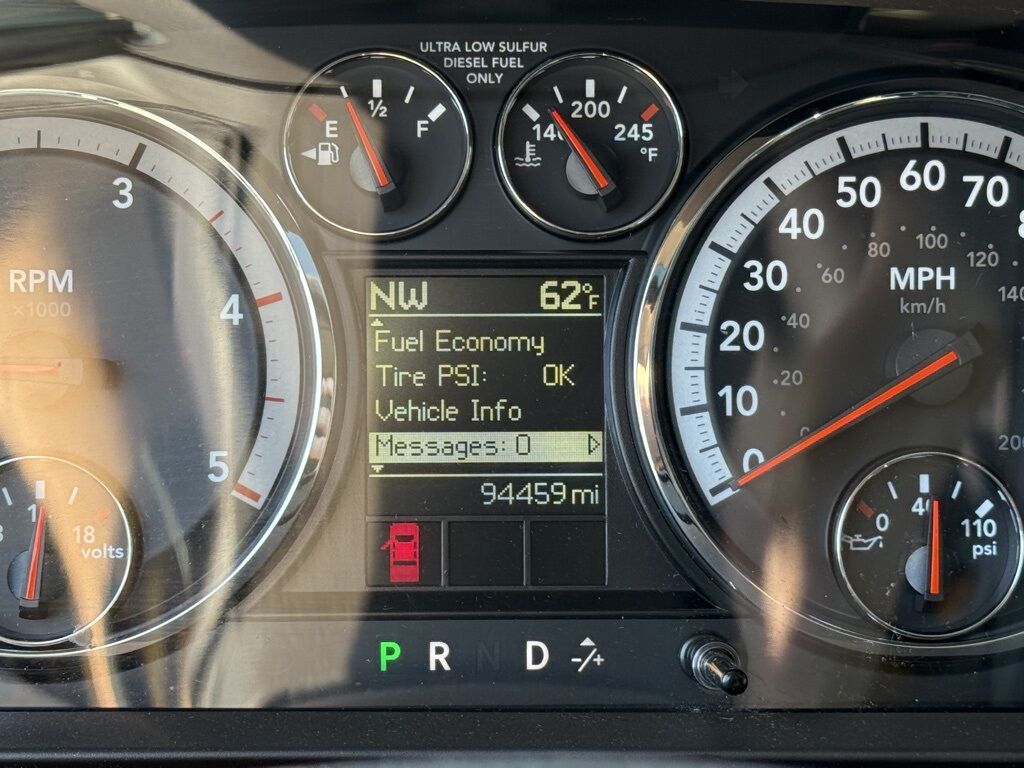 ULTRA LOW SULFUR
DIESEL FUEL
ONLY
E ½ F
140 200 245
°F
3
4
5
RPM
×1000
18
volts
NW 62°F
Fuel Economy
Tire PSI: OK
Vehicle Info
Messages: 0
94459 mi
P R N D -/+
0 10 20 30 40 50 60 70
MPH
km/h
0 20 40 60 80 100 120 140 200
0 40 110
psi